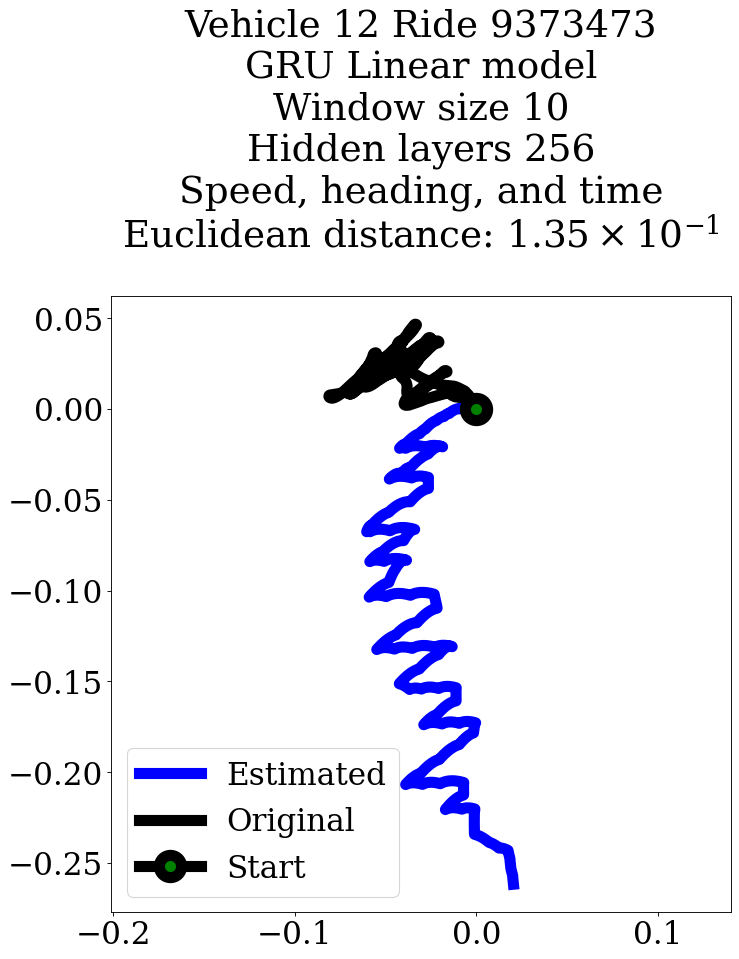 Vehicle 12 Ride 9373473
GRU Linear model
Window size 10
Hidden layers 256
Speed, heading, and time
Euclidean distance: 1.35 × 10⁻¹
0.05
0.00
−0.05
−0.10
−0.15
−0.20
−0.25
Estimated
Original
Start
−0.2 −0.1 0.0 0.1